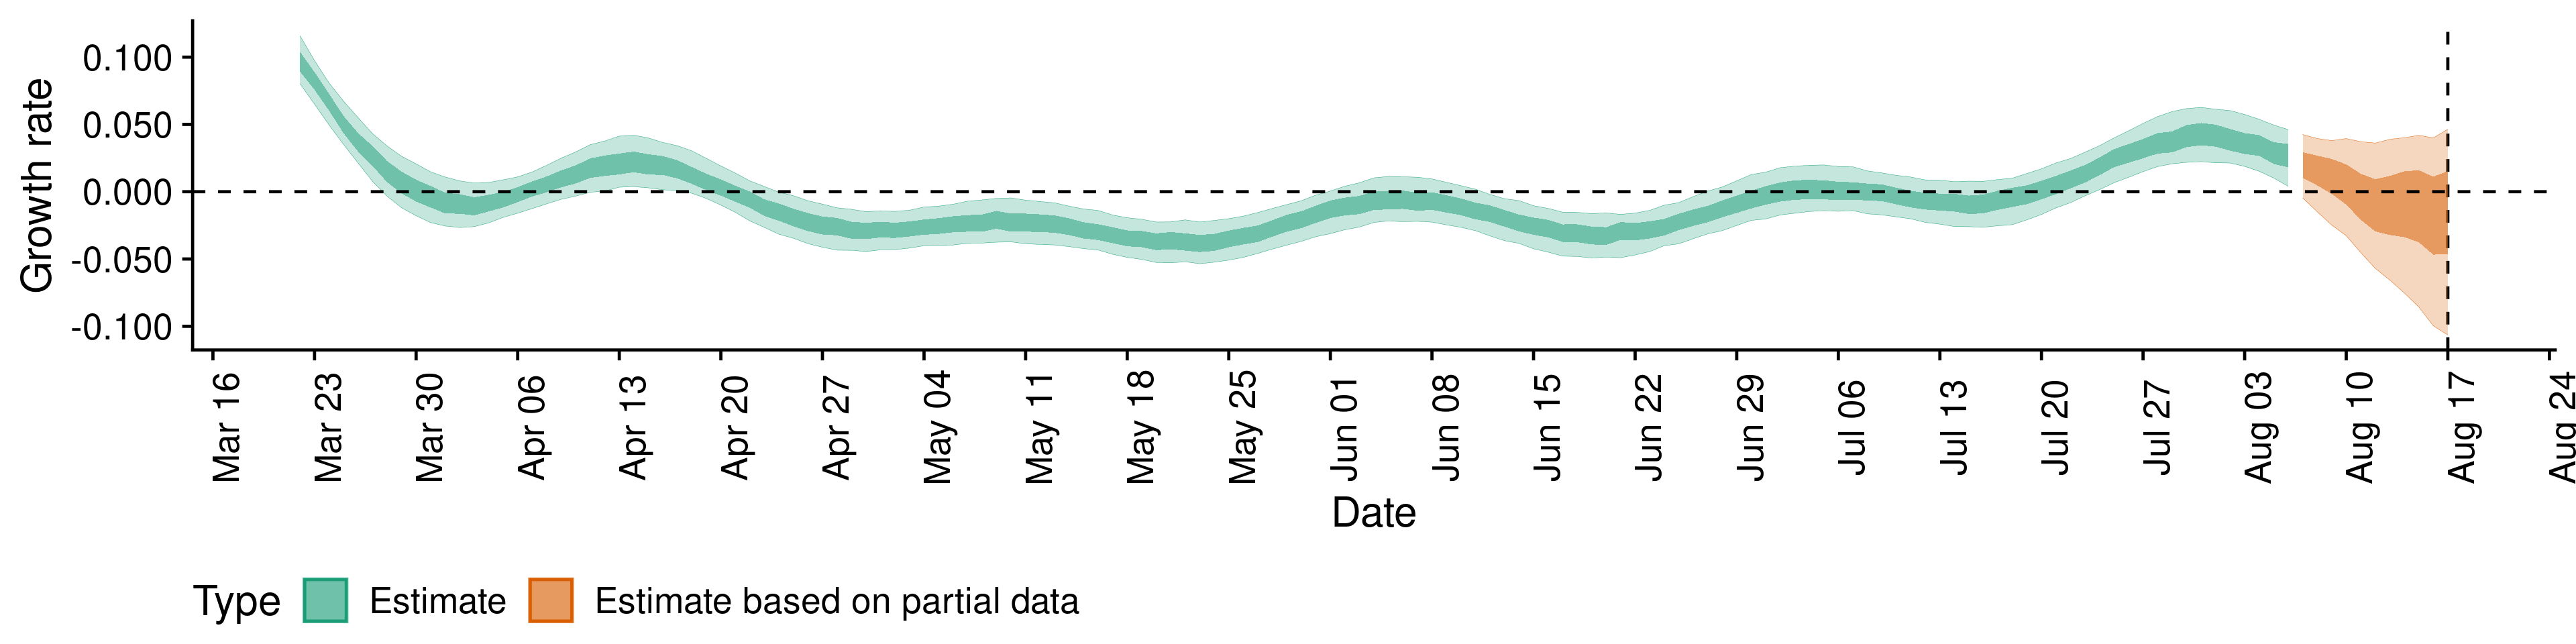 Growth rate
0.100
0.050
0.000
-0.050
-0.100
Mar 16
Mar 23
Mar 30
Apr 06
Apr 13
Apr 20
Apr 27
May 04
May 11
May 18
May 25
Jun 01
Jun 08
Jun 15
Jun 22
Jun 29
Jul 06
Jul 13
Jul 20
Jul 27
Aug 03
Aug 10
Aug 17
Aug 24
Date
Type Estimate Estimate based on partial data